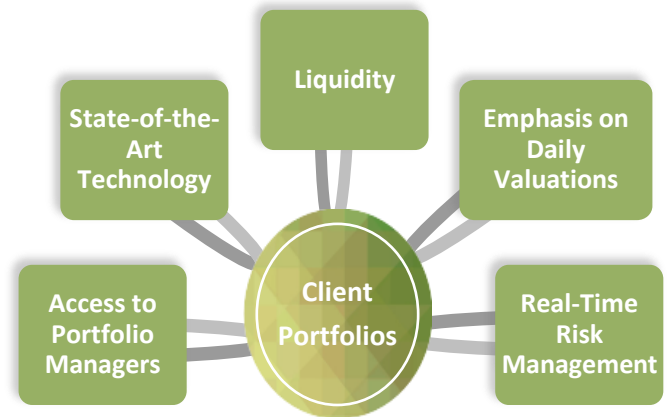 Liquidity
State-of-the-
Art
Technology
Emphasis on
Daily
Valuations
Client
Portfolios
Access to
Portfolio
Managers
Real-Time
Risk
Management